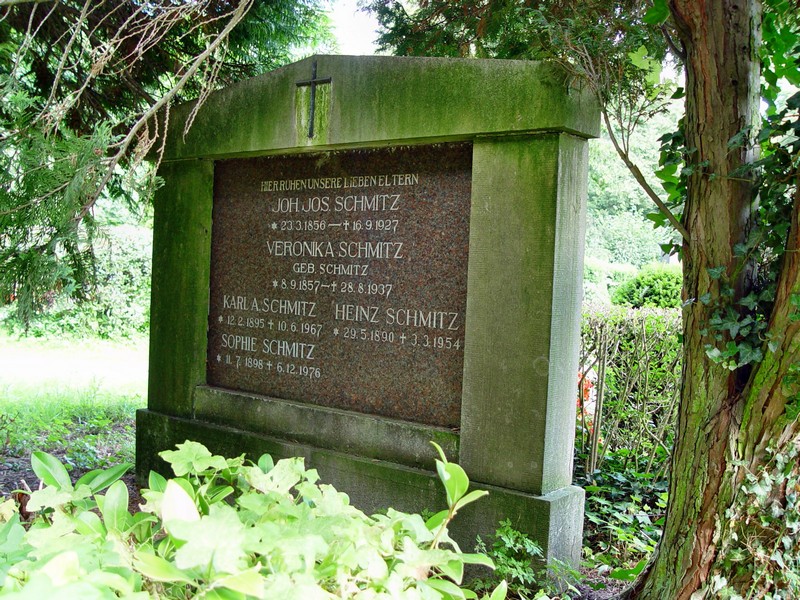 HIER RUHEN UNSERE LIEBEN ELTERN
JOH JOS. SCHMITZ
* 23.3.1856 — † 16.9.1927
VERONIKA SCHMITZ
GEB. SCHMITZ
* 8.9.1857 — † 28.8.1937
KARL A. SCHMITZ
* 12.2.1895 † 10.6.1967
HEINZ SCHMITZ
* 29.5.1890 † 3.3.1954
SOPHIE SCHMITZ
* 11.7.1898 † 6.12.1976